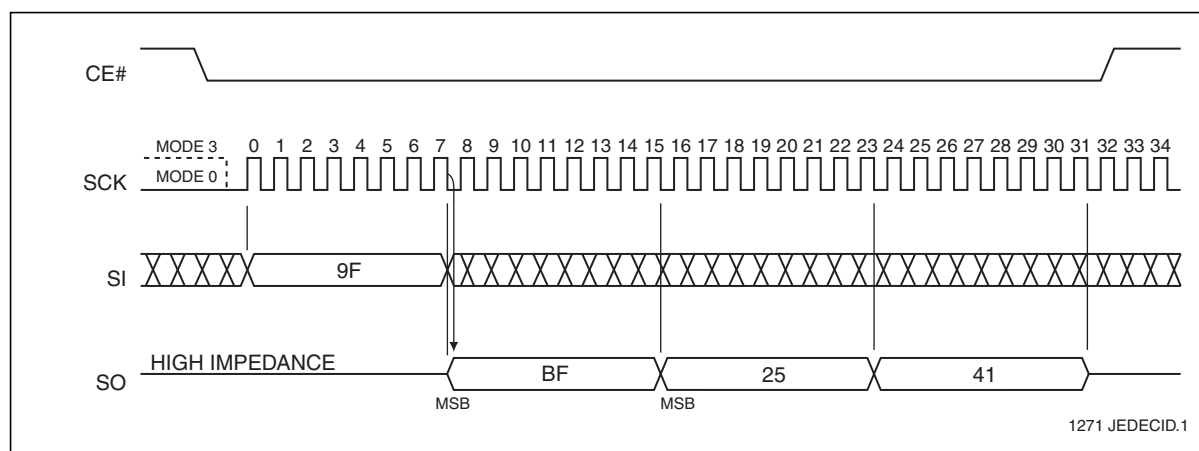 CE#
MODE 3
0 1 2 3 4 5 6 7 8 9 10 11 12 13 14 15 16 17 18 19 20 21 22 23 24 25 26 27 28 29 30 31 32 33 34
SCK
MODE 0
SI
9F
HIGH IMPEDANCE
SO
BF
25
41
MSB
MSB
1271 JEDECID.1